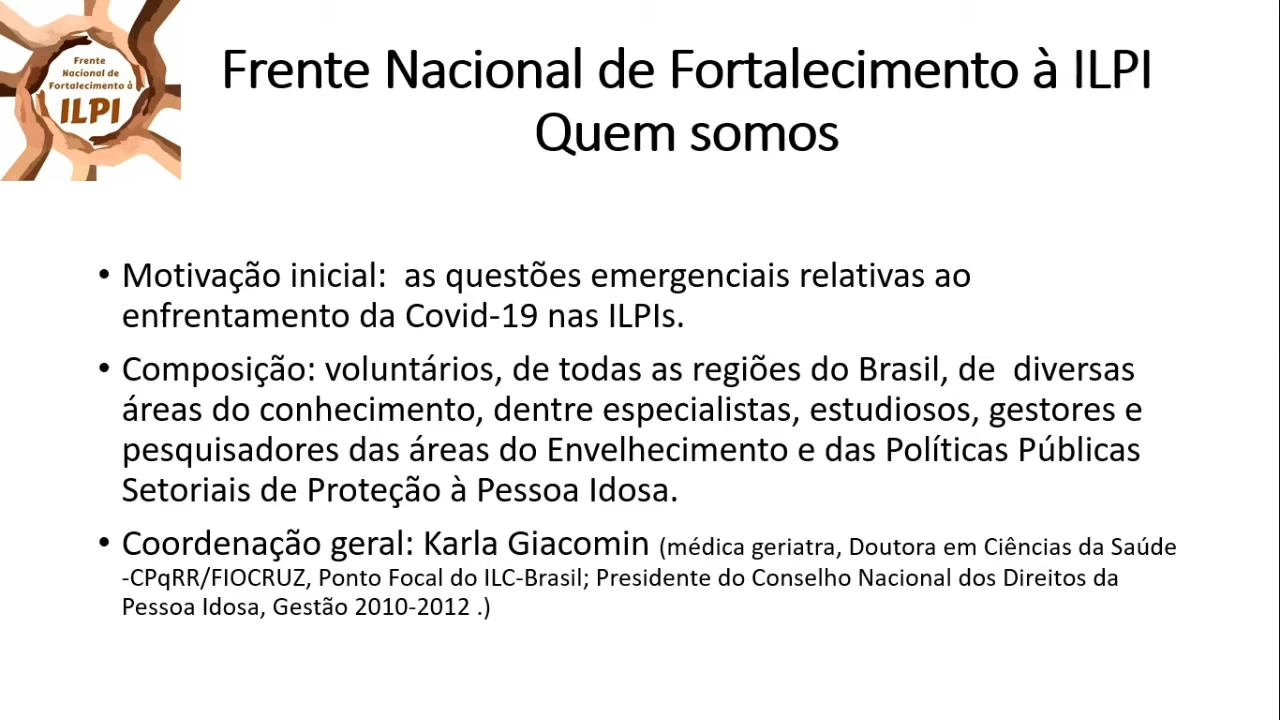 Frente
Nacional de
Fortalecimento à
ILPI
Frente Nacional de Fortalecimento à ILPI
Quem somos
• Motivação inicial:  as questões emergenciais relativas ao
enfrentamento da Covid-19 nas ILPIs.
• Composição: voluntários, de todas as regiões do Brasil, de  diversas
áreas do conhecimento, dentre especialistas, estudiosos, gestores e
pesquisadores das áreas do Envelhecimento e das Políticas Públicas
Setoriais de Proteção à Pessoa Idosa.
• Coordenação geral: Karla Giacomin (médica geriatra, Doutora em Ciências da Saúde
-CPqRR/FIOCRUZ, Ponto Focal do ILC-Brasil; Presidente do Conselho Nacional dos Direitos da
Pessoa Idosa, Gestão 2010-2012 .)